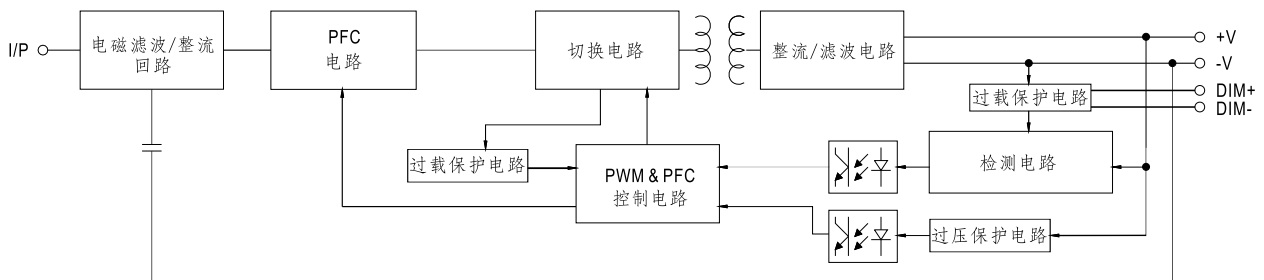 I/P
电磁滤波/整流
回路
PFC
电路
切换电路
整流/滤波电路
+V
-V
过载保护电路
DIM+
DIM-
过载保护电路
PWM & PFC
控制电路
检测电路
过压保护电路